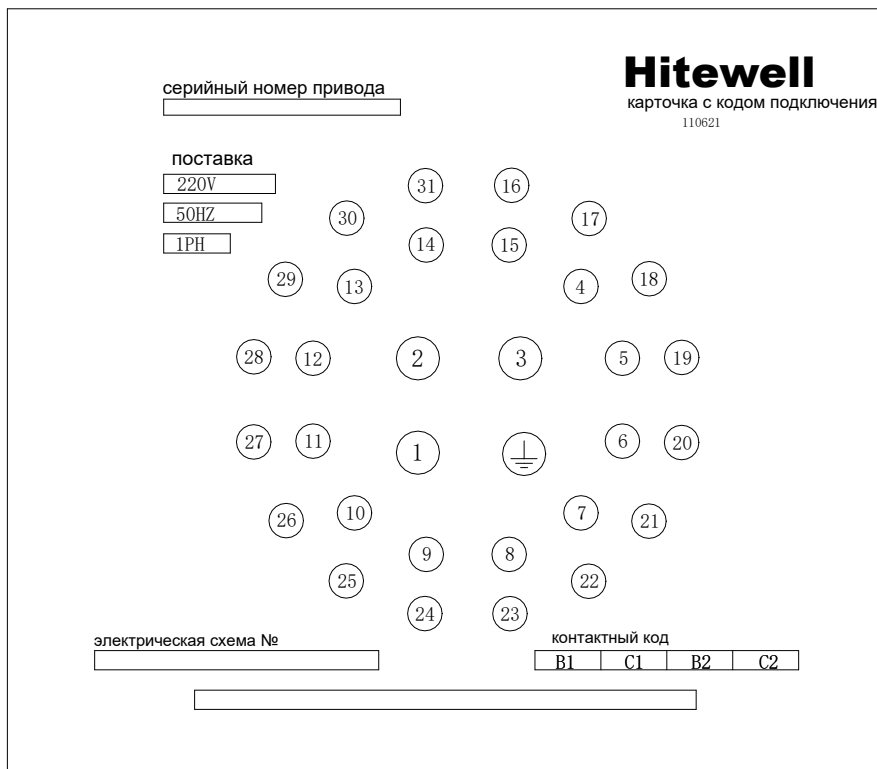 Hitewell
серийный номер привода
карточка с кодом подключения
110621
поставка
220V
50HZ
1PH
31 16
30 17
14 15
29 13 4 18
28 12 2 3 5 19
27 11 1 6 20
26 10 7 21
9 8
25 22
24 23
электрическая схема №
контактный код
B1 C1 B2 C2